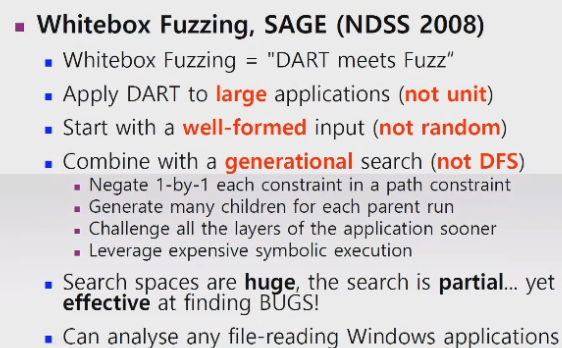 Whitebox Fuzzing, SAGE (NDSS 2008)
Whitebox Fuzzing = "DART meets Fuzz“
Apply DART to large applications (not unit)
Start with a well-formed input (not random)
Combine with a generational search (not DFS)
Negate 1-by-1 each constraint in a path constraint
Generate many children for each parent run
Challenge all the layers of the application sooner
Leverage expensive symbolic execution
Search spaces are huge, the search is partial... yet
effective at finding BUGS!
Can analyse any file-reading Windows applications